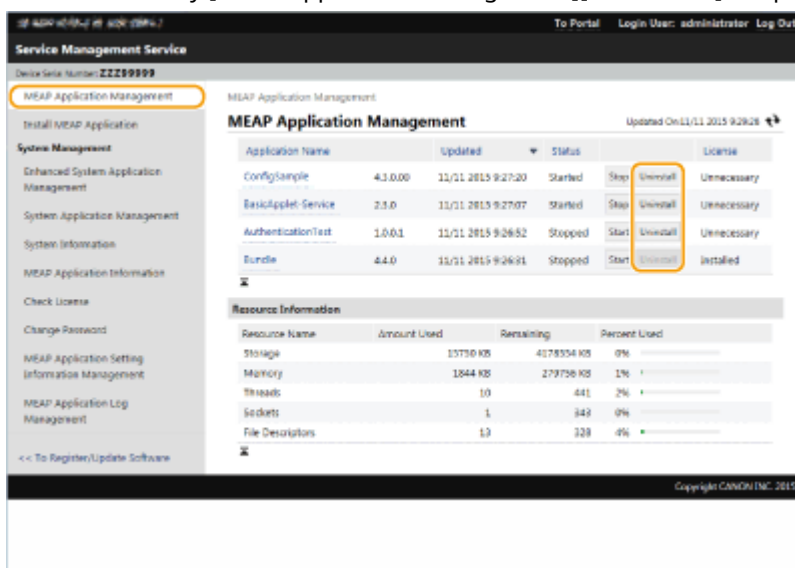 To Portal Login User: administrator Log Out
Service Management Service
Device Serial Number: ZZZ99999
MEAP Application Management
Install MEAP Application
System Management
Enhanced System Application
Management
System Application Management
System Information
MEAP Application Information
Check License
Change Password
MEAP Application Setting
Information Management
MEAP Application Log
Management
<< To Register/Update Software
MEAP Application Management
MEAP Application Management
Updated On:11/11 2015 9:29:26
Application Name Updated Status License
ConfigSample 4.3.0.00 11/11 2015 9:27:20 Started Stop Uninstall Unnecessary
BasicApplet-Service 2.3.0 11/11 2015 9:27:07 Started Stop Uninstall Unnecessary
AuthenticationTest 1.0.0.1 11/11 2015 9:26:52 Stopped Start Uninstall Unnecessary
Bundle 4.4.0 11/11 2015 9:26:31 Stopped Start Uninstall Installed
Resource Information
Resource Name Amount Used Remaining Percent Used
Storage 15750 KB 4178554 KB 0%
Memory 1844 KB 279756 KB 1%
Threads 10 441 2%
Sockets 1 343 0%
File Descriptors 13 328 4%
Copyright CANON INC. 2015